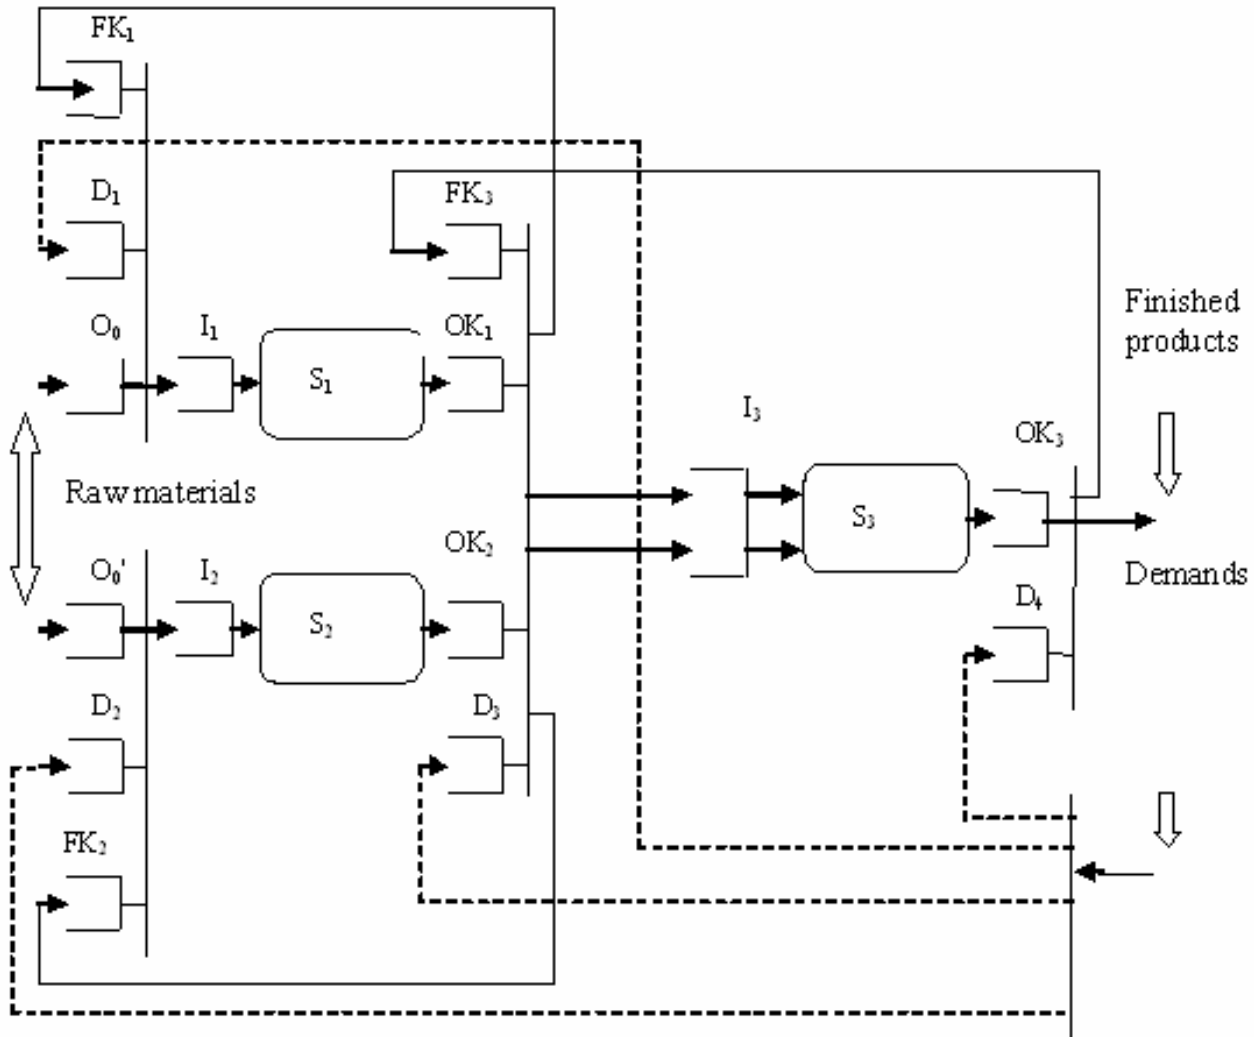 FK₁
D₁
FK₃
O₀
I₁
S₁
OK₁
Finished
products
I₃
OK₃
Raw materials
S₃
O₀'
I₂
S₂
OK₂
Demands
D₄
D₂
D₃
FK₂